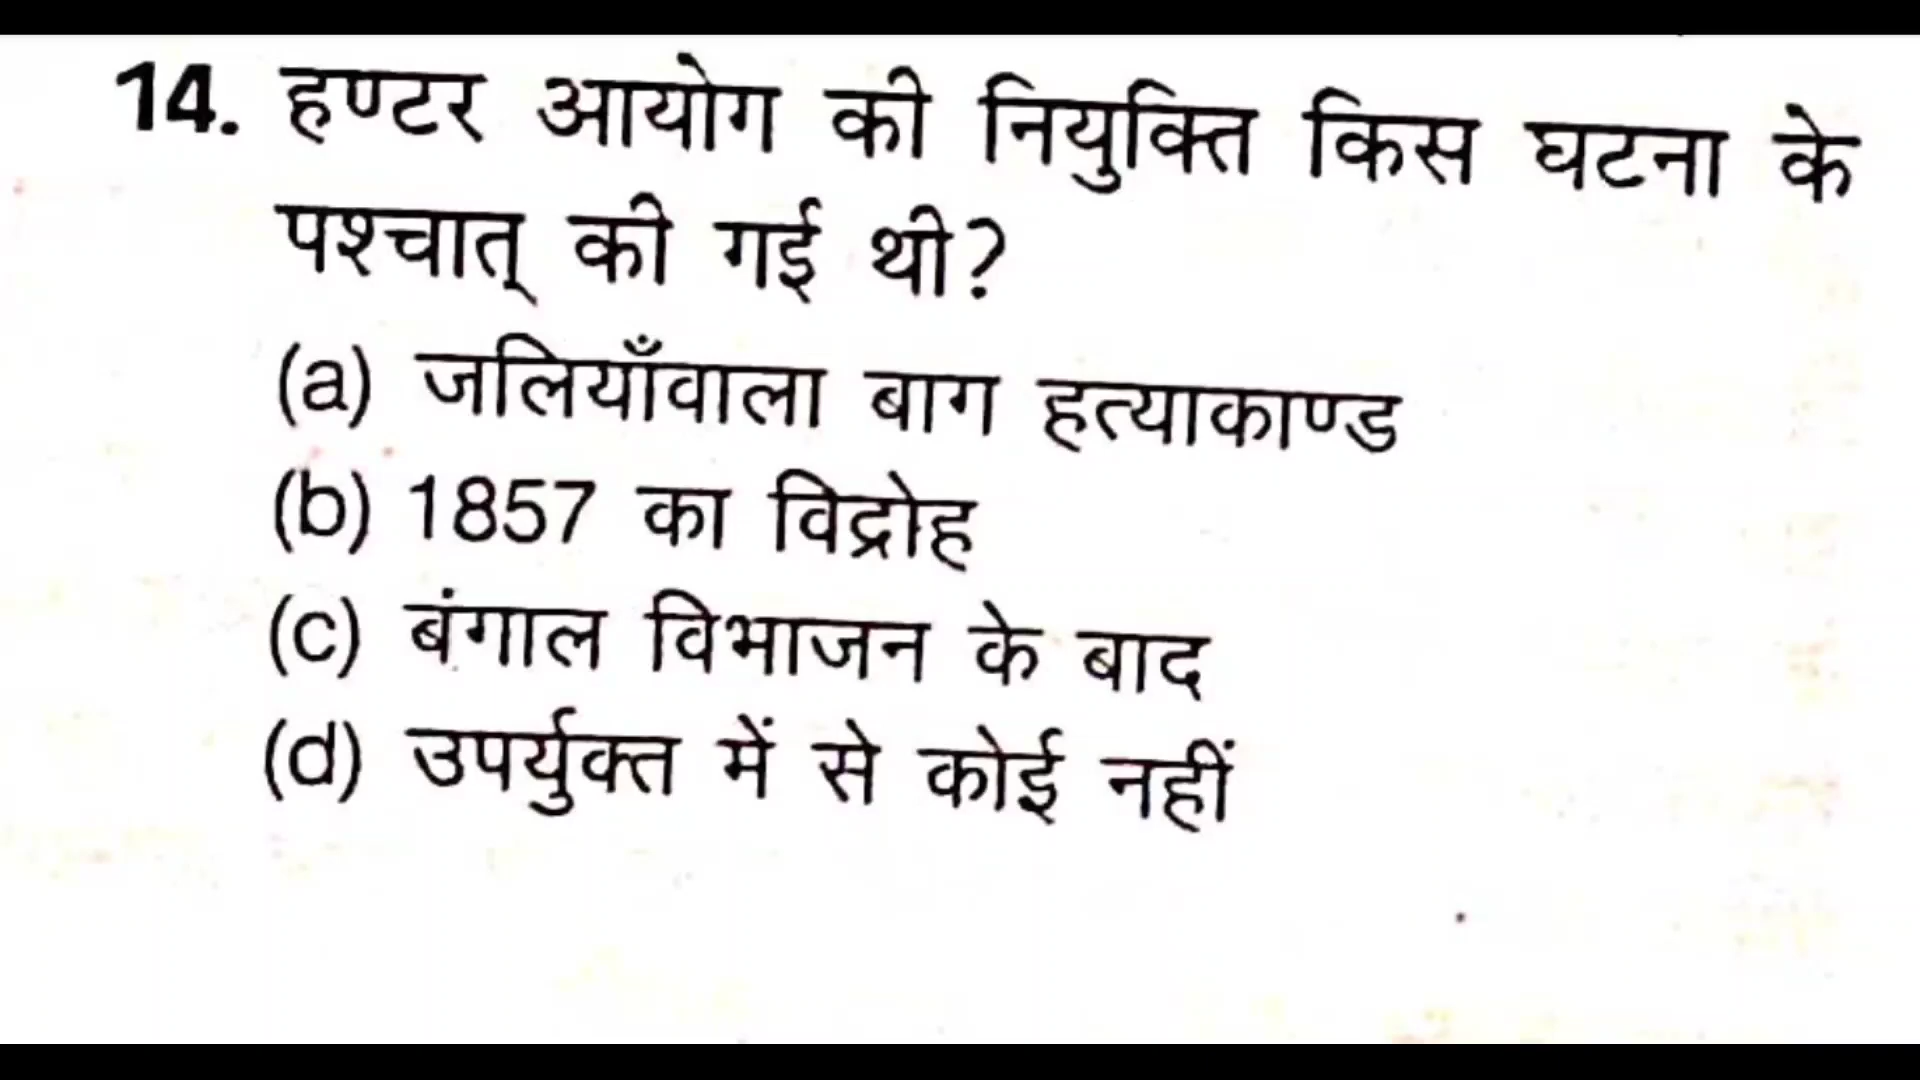 14. हण्टर आयोग की नियुक्ति किस घटना के
पश्चात् की गई थी?
(a) जलियाँवाला बाग हत्याकाण्ड
(b) 1857 का विद्रोह
(c) बंगाल विभाजन के बाद
(d) उपर्युक्त में से कोई नहीं